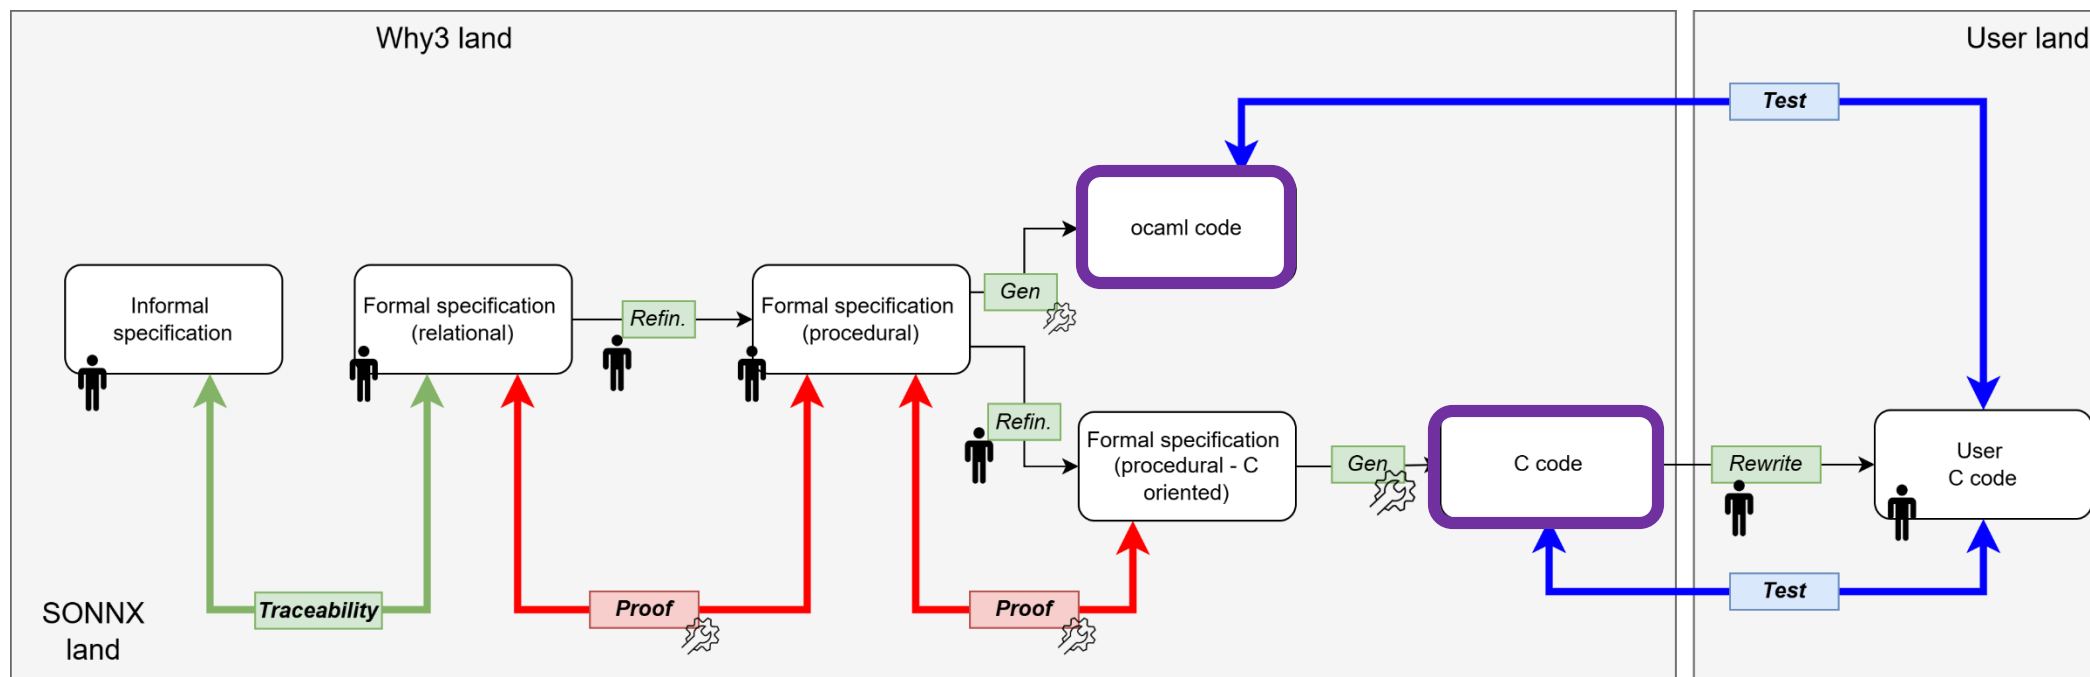 Why3 land
User land
Test
ocaml code
Informal
specification
Formal specification
(relational)
Refin.
Formal specification
(procedural)
Gen
Refin.
Formal specification
(procedural - C
oriented)
Gen
C code
Rewrite
User
C code
SONNX
land
Traceability
Proof
Proof
Test